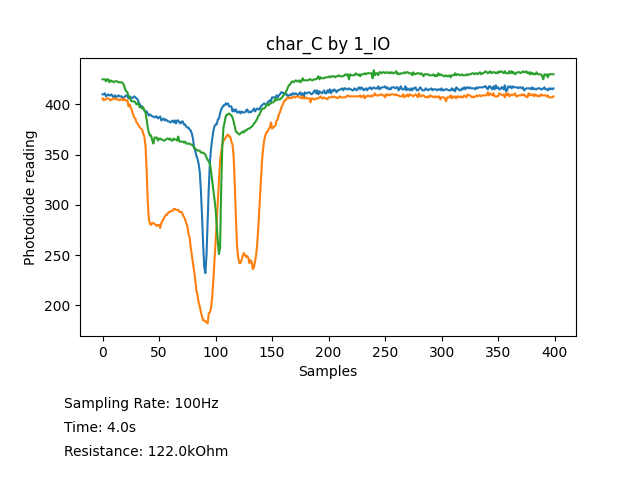 char_C by 1_IO
Photodiode reading
400
350
300
250
200
0 50 100 150 200 250 300 350 400
Samples
Sampling Rate: 100Hz
Time: 4.0s
Resistance: 122.0kOhm